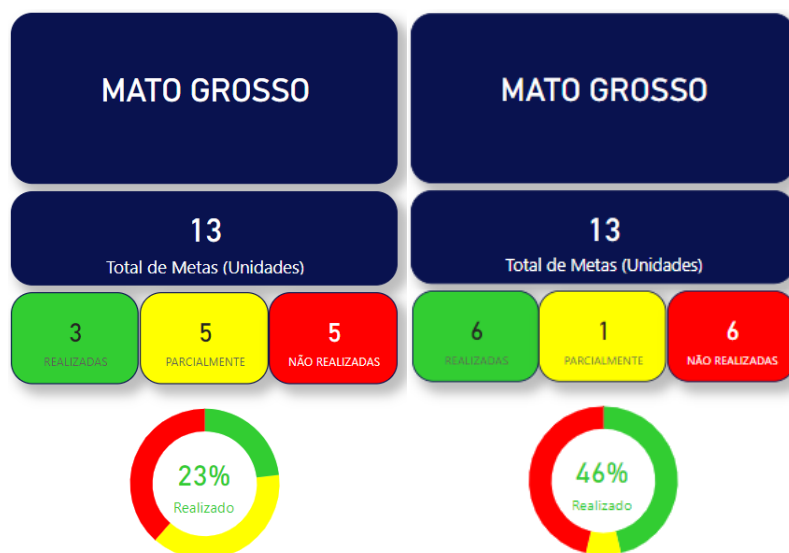 MATO GROSSO
13
Total de Metas (Unidades)
3
REALIZADAS
5
PARCIALMENTE
5
NÃO REALIZADAS
23%
Realizado
MATO GROSSO
13
Total de Metas (Unidades)
6
REALIZADAS
1
PARCIALMENTE
6
NÃO REALIZADAS
46%
Realizado